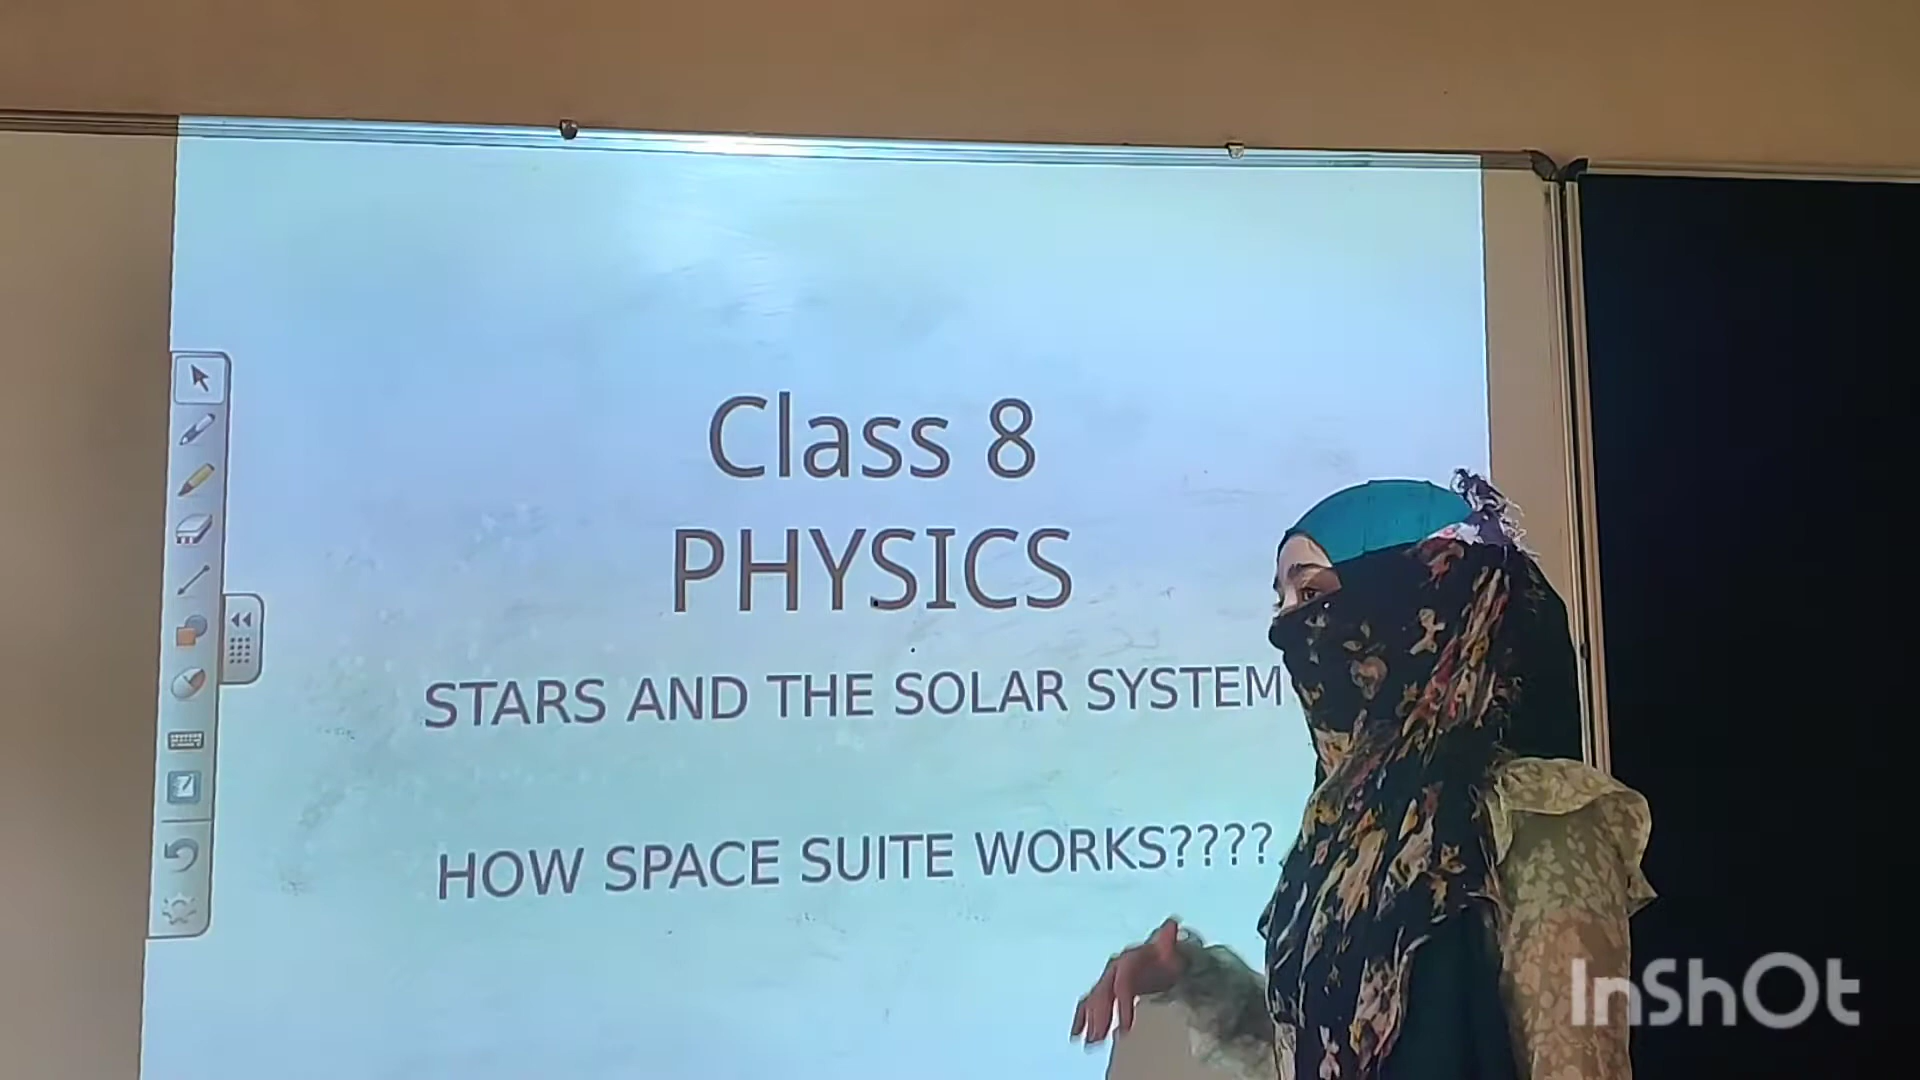 Class 8
PHYSICS
STARS AND THE SOLAR SYSTEM
HOW SPACE SUITE WORKS????
InShOt